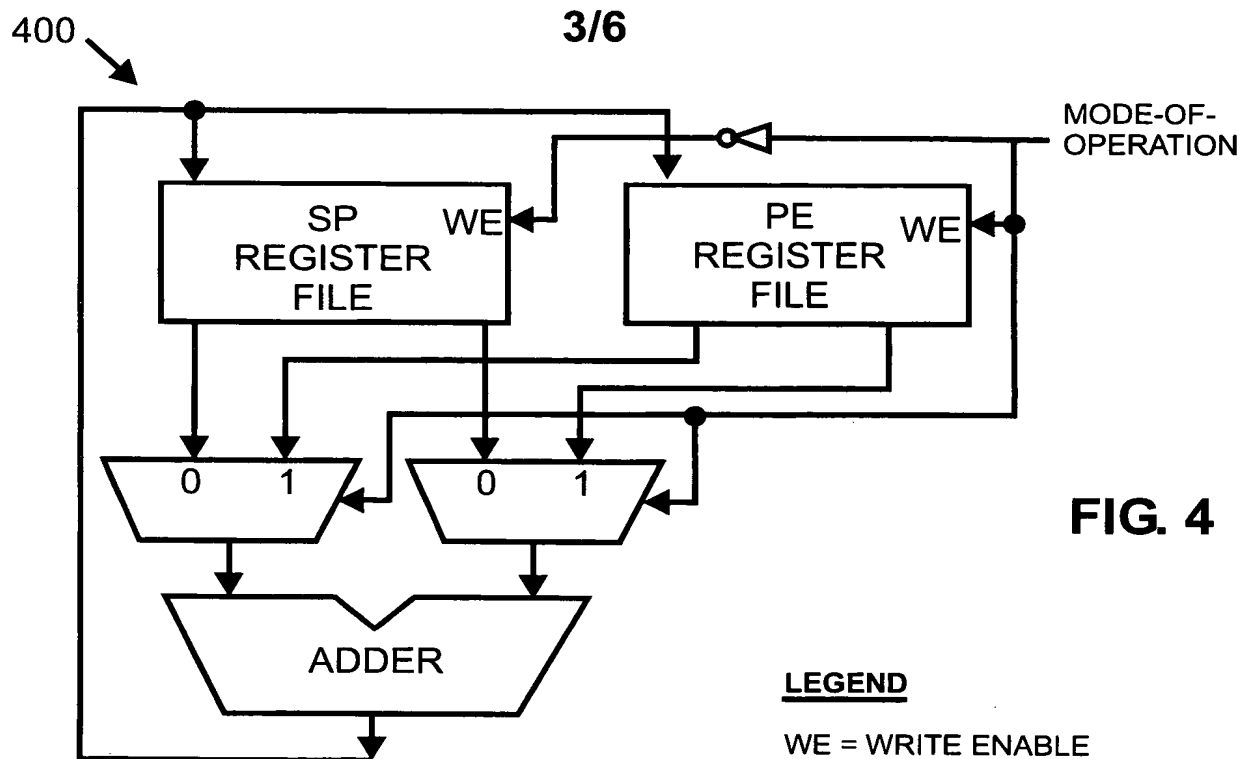 400
3/6
MODE-OF-
OPERATION
SP
REGISTER
FILE
WE
PE
REGISTER
FILE
WE
0 1
0 1
FIG. 4
ADDER
LEGEND
WE = WRITE ENABLE